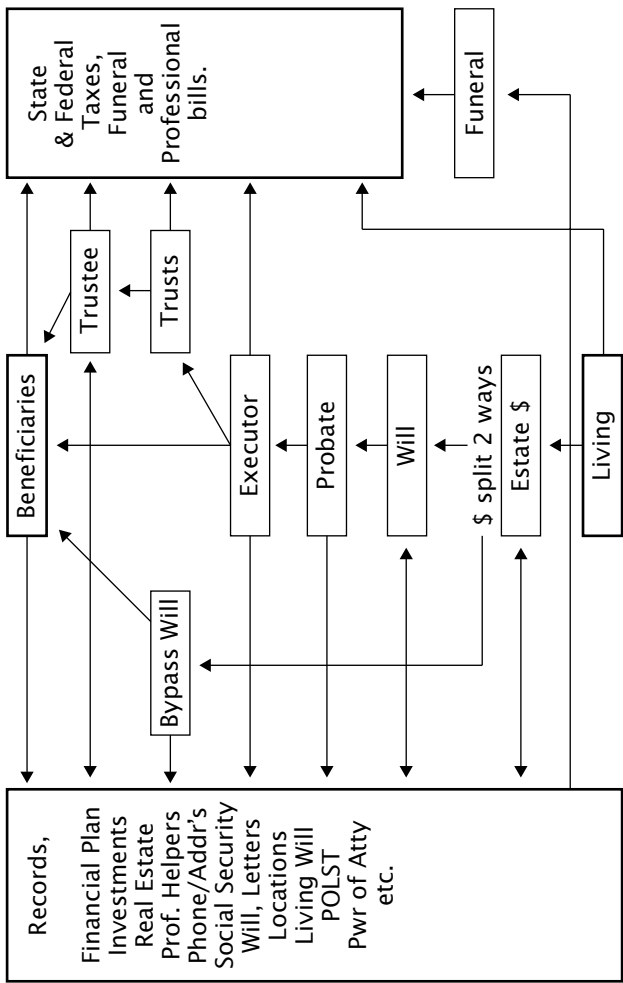 Records,
Financial Plan
Investments
Real Estate
Prof. Helpers
Phone/Addr's
Social Security
Will, Letters
Locations
Living Will
POLST
Pwr of Atty
etc.
Beneficiaries
State
& Federal
Taxes,
Funeral
and
Professional
bills.
Trustee
Bypass Will
Trusts
Executor
Probate
Will
$ split 2 ways
Estate $
Funeral
Living